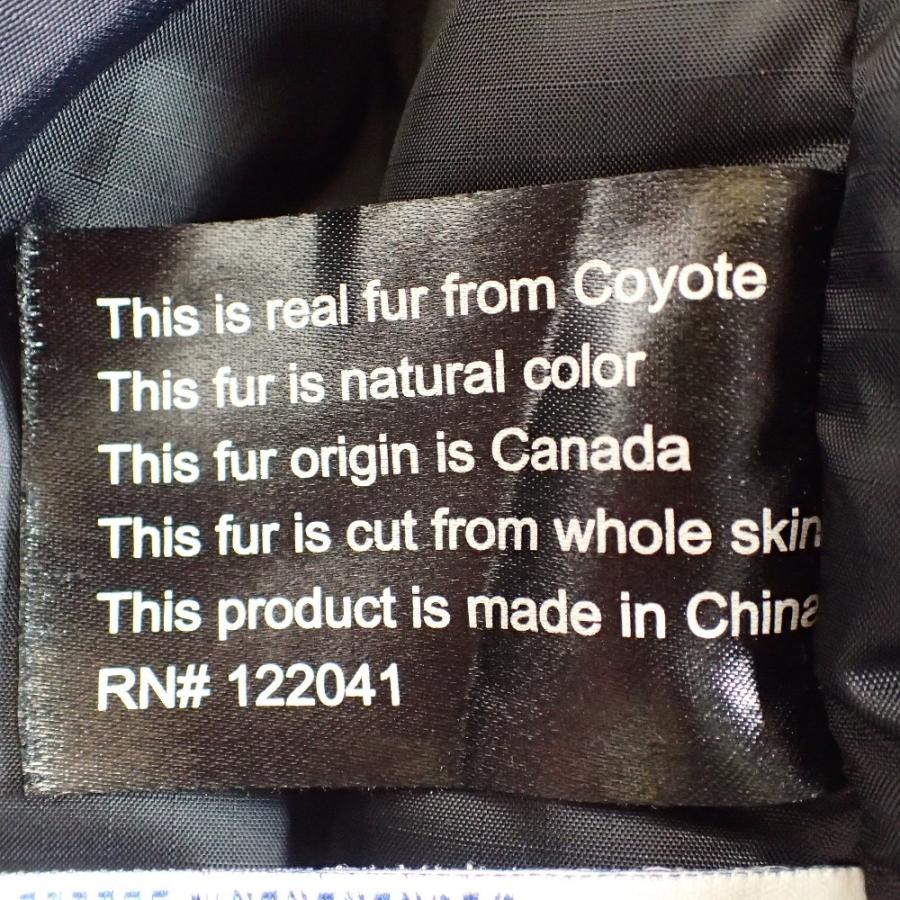 This is real fur from Coyote
This fur is natural color
This fur origin is Canada
This fur is cut from whole skin
This product is made in China
RN# 122041